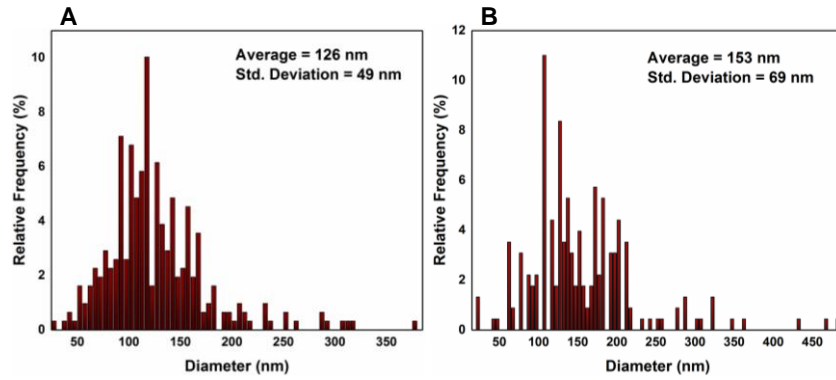 A
Average = 126 nm
Std. Deviation = 49 nm
Relative Frequency (%)
10
8
6
4
2
0
50 100 150 200 250 300 350
Diameter (nm)
B
Average = 153 nm
Std. Deviation = 69 nm
Relative Frequency (%)
12
10
8
6
4
2
0
50 100 150 200 250 300 350 400 450
Diameter (nm)